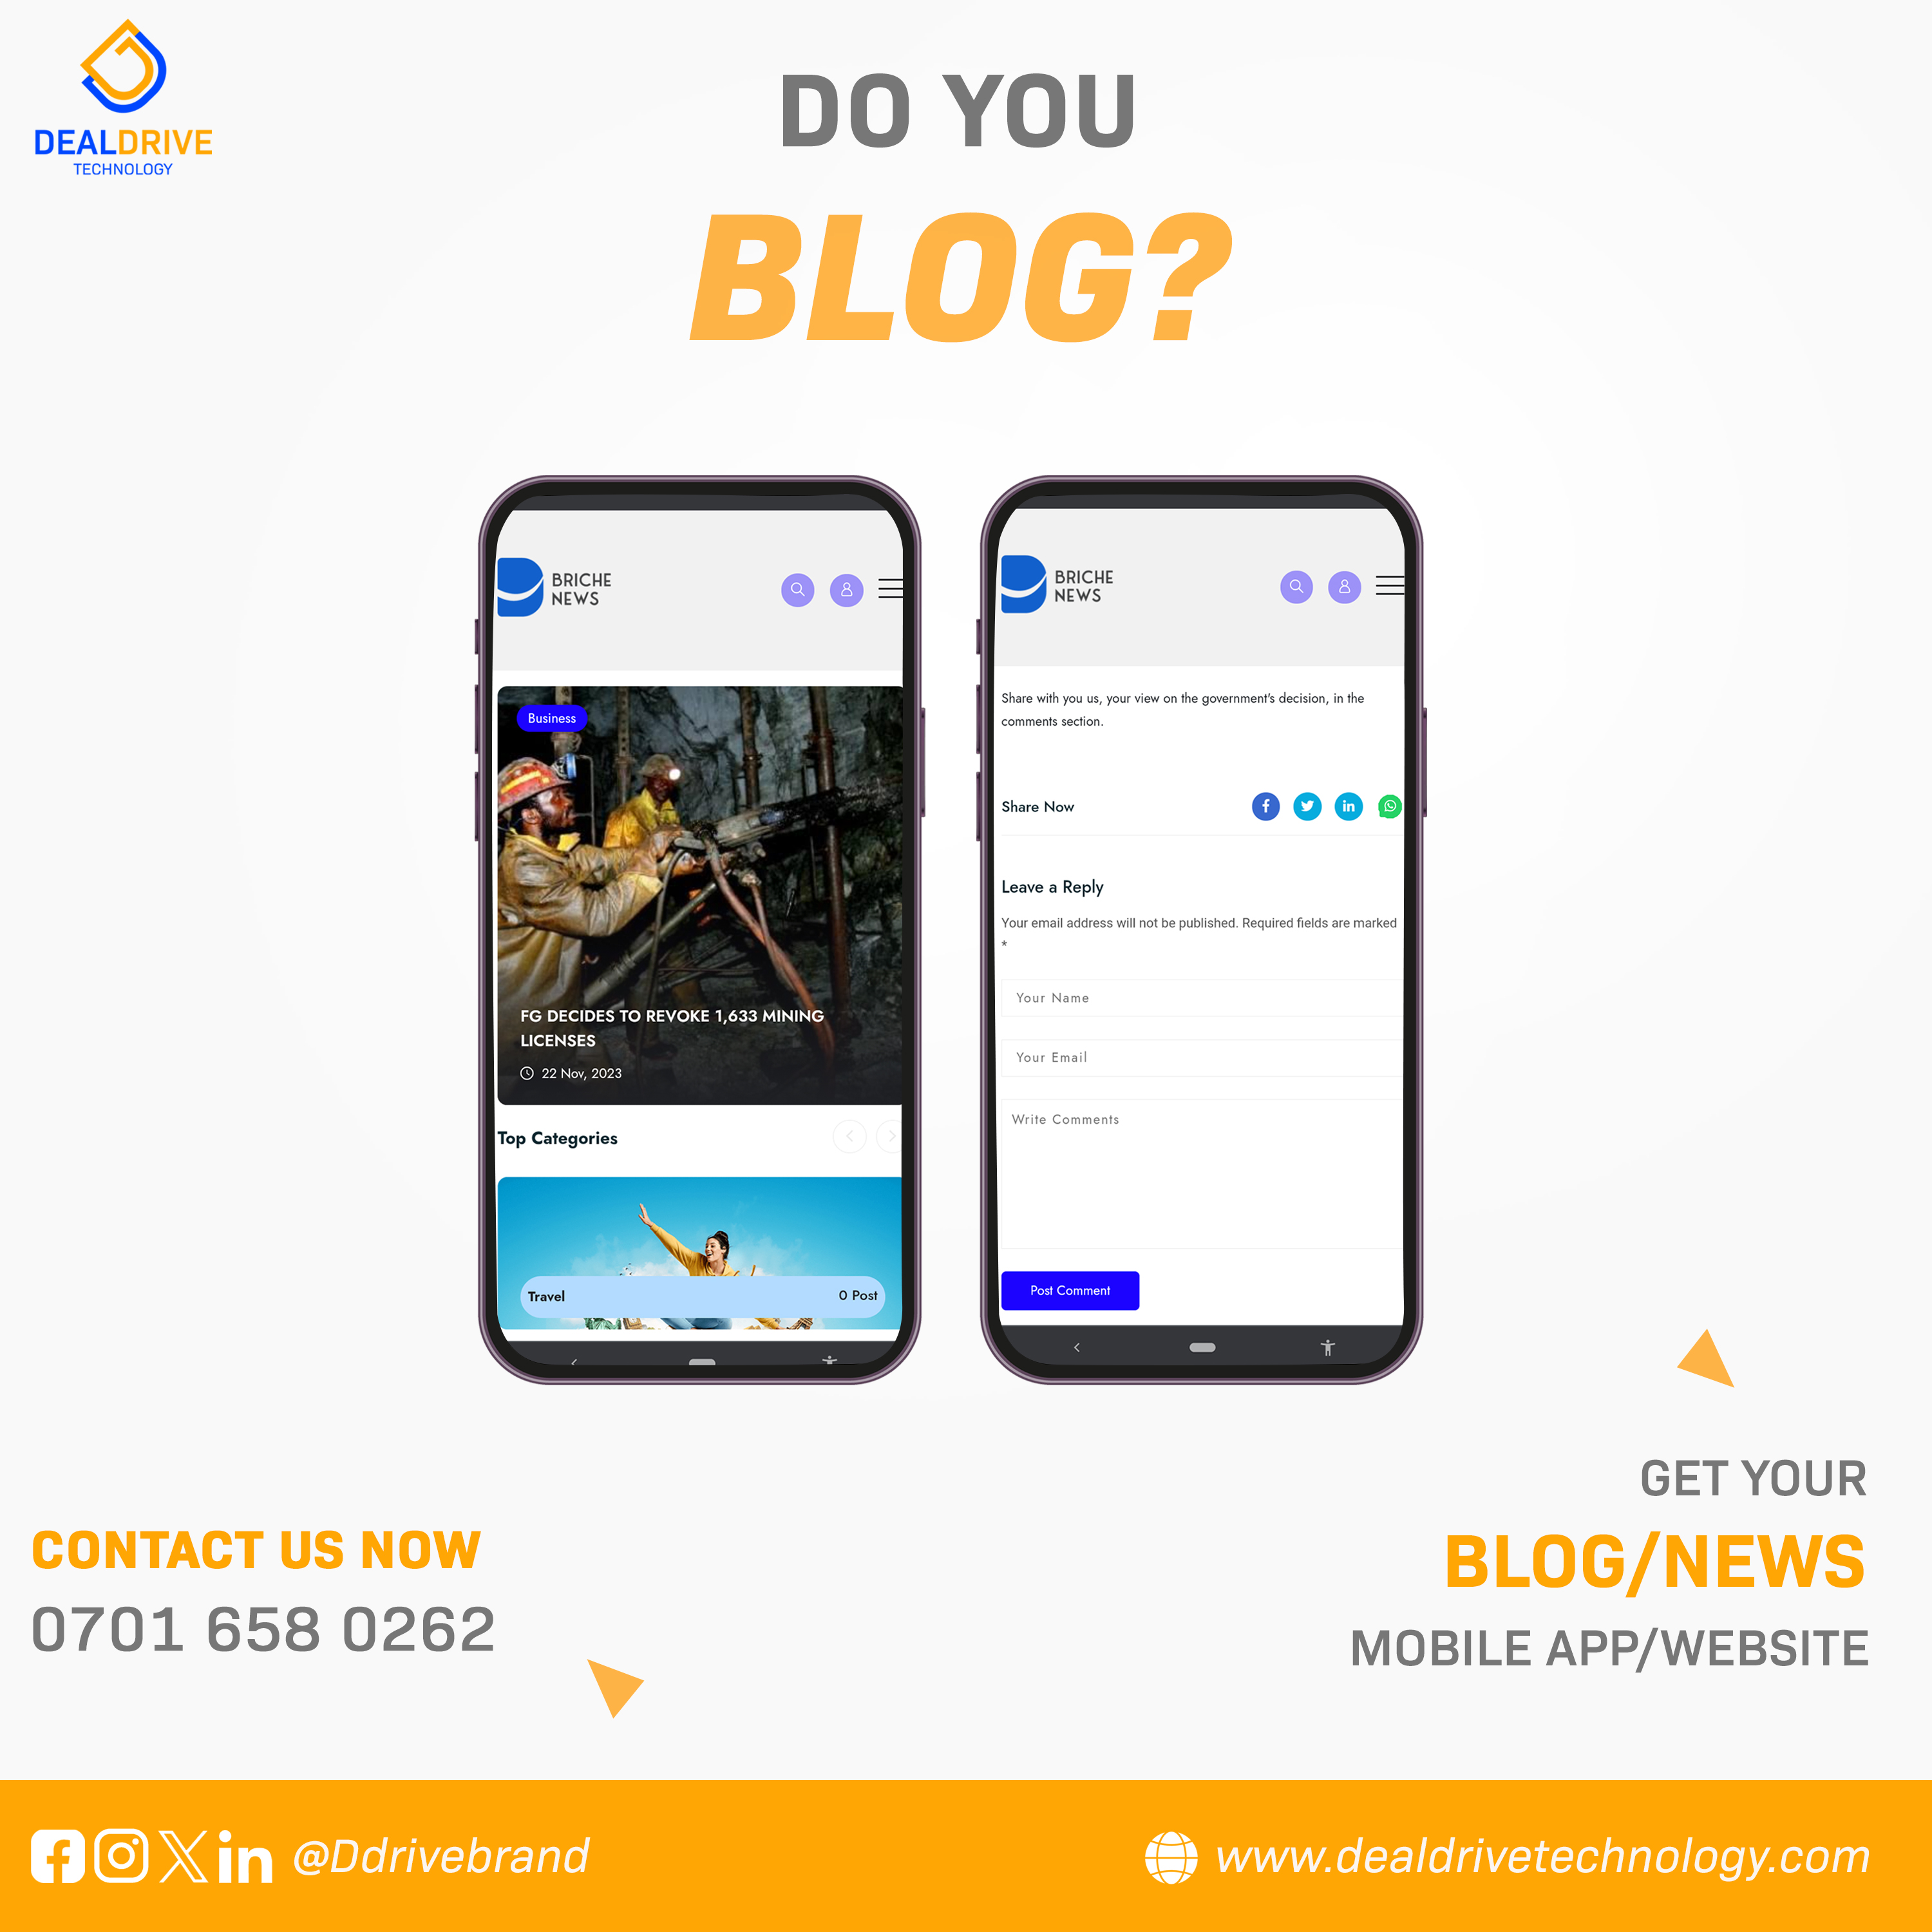 DEALDRIVE
TECHNOLOGY
DO YOU
BLOG?
BRICHE
NEWS
Business
FG DECIDES TO REVOKE 1,633 MINING
LICENSES
22 Nov, 2023
Top Categories
Travel
0 Post
BRICHE
NEWS
Share with you us, your view on the government's decision, in the
comments section.
Share Now
Leave a Reply
Your email address will not be published. Required fields are marked
*
Your Name
Your Email
Write Comments
Post Comment
CONTACT US NOW
0701 658 0262
GET YOUR
BLOG/NEWS
MOBILE APP/WEBSITE
@Ddrivebrand
www.dealdrivetechnology.com